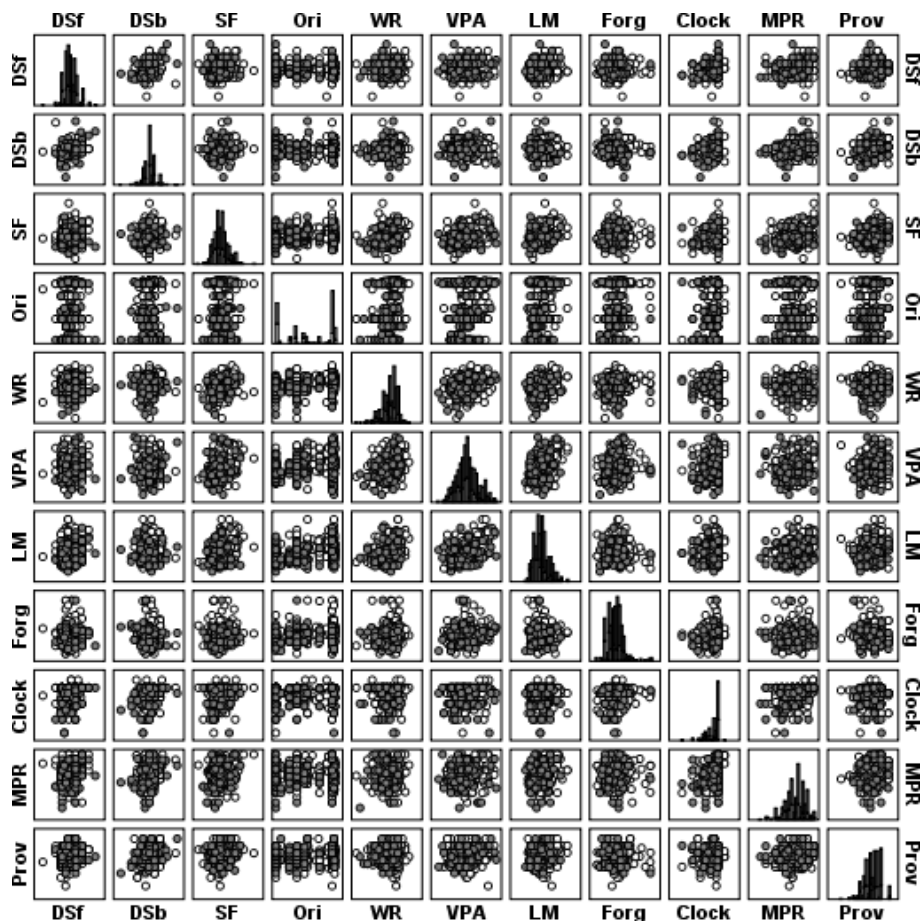 DSf DSb SF Ori WR VPA LM Forg Clock MPR Prov
DSf DSf
DSb DSb
SF SF
Ori Ori
WR WR
VPA VPA
LM LM
Forg Forg
Clock Clock
MPR MPR
Prov Prov
DSf DSb SF Ori WR VPA LM Forg Clock MPR Prov